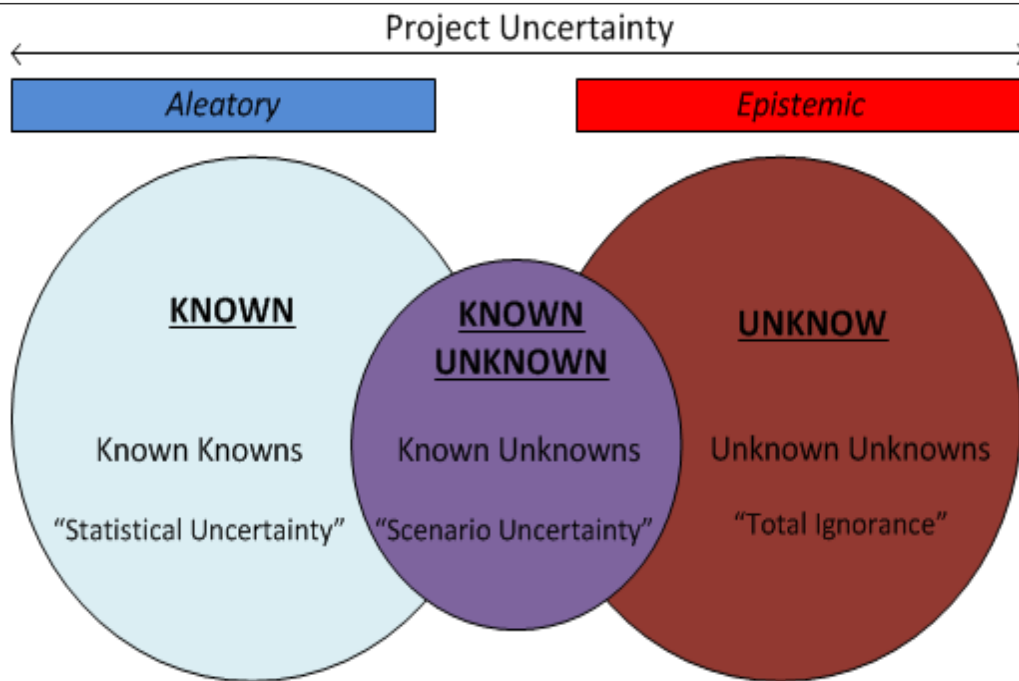 Project Uncertainty
Aleatory
Epistemic
KNOWN
KNOWN
UNKNOWN
UNKNOW
Known Knowns
Known Unknowns
Unknown Unknowns
“Statistical Uncertainty”
“Scenario Uncertainty”
“Total Ignorance”